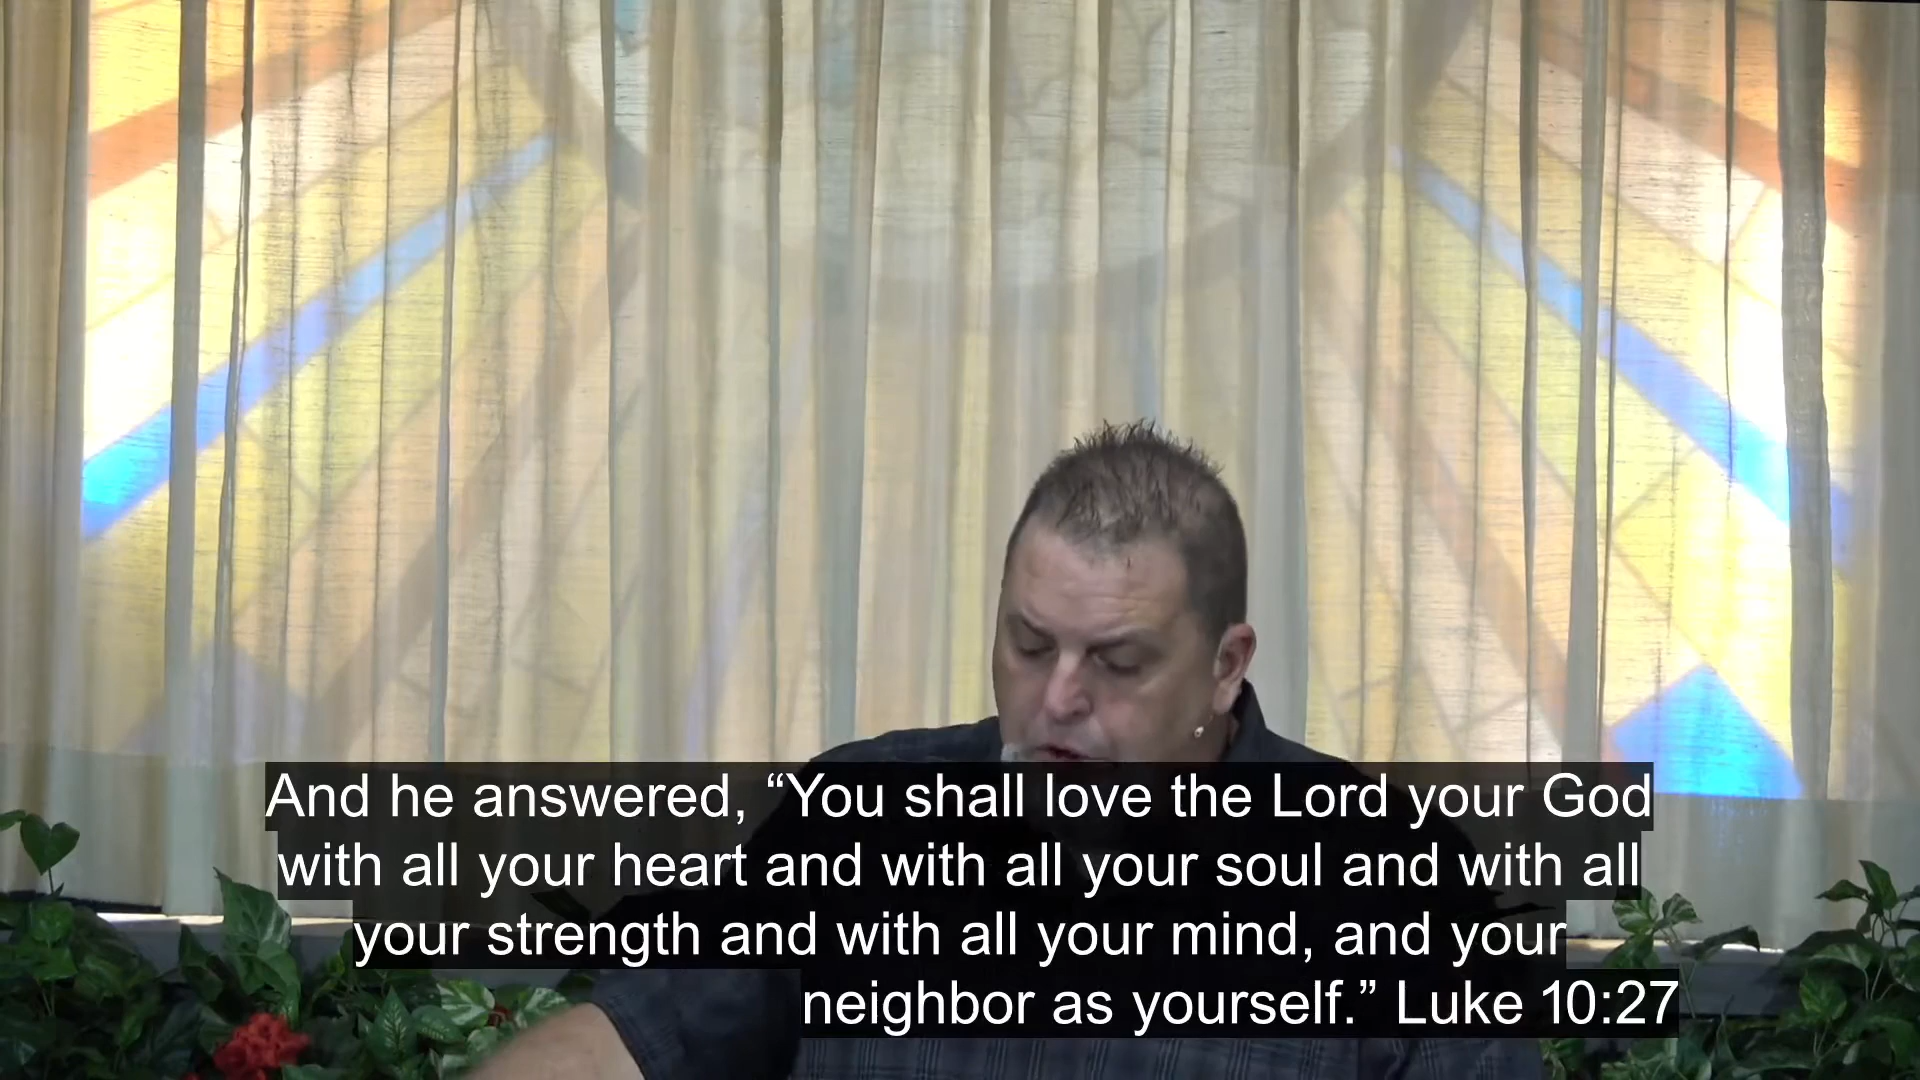 And he answered, “You shall love the Lord your God
with all your heart and with all your soul and with all
your strength and with all your mind, and your
neighbor as yourself.” Luke 10:27